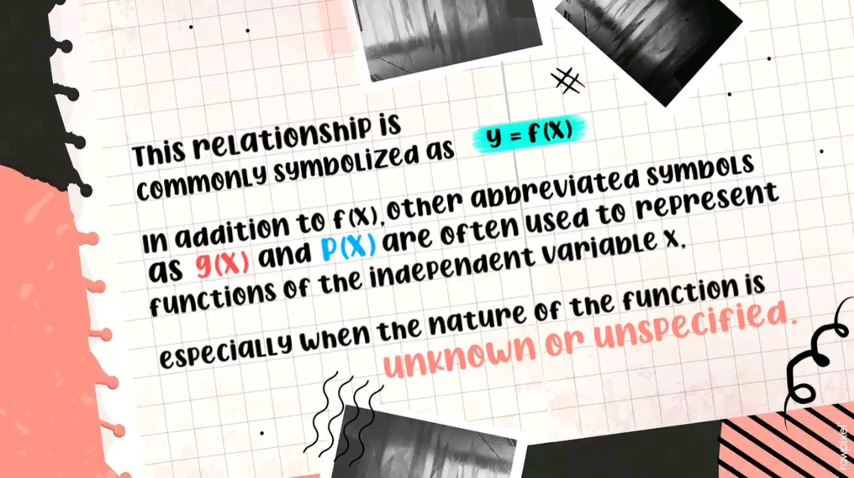 This relationship is
commonly symbolized as y = f(X)
in addition to f(X), other abbreviated symbols
as g(X) and P(X) are often used to represent
functions of the independent variable X,
especially when the nature of the function is
unknown or unspecified.